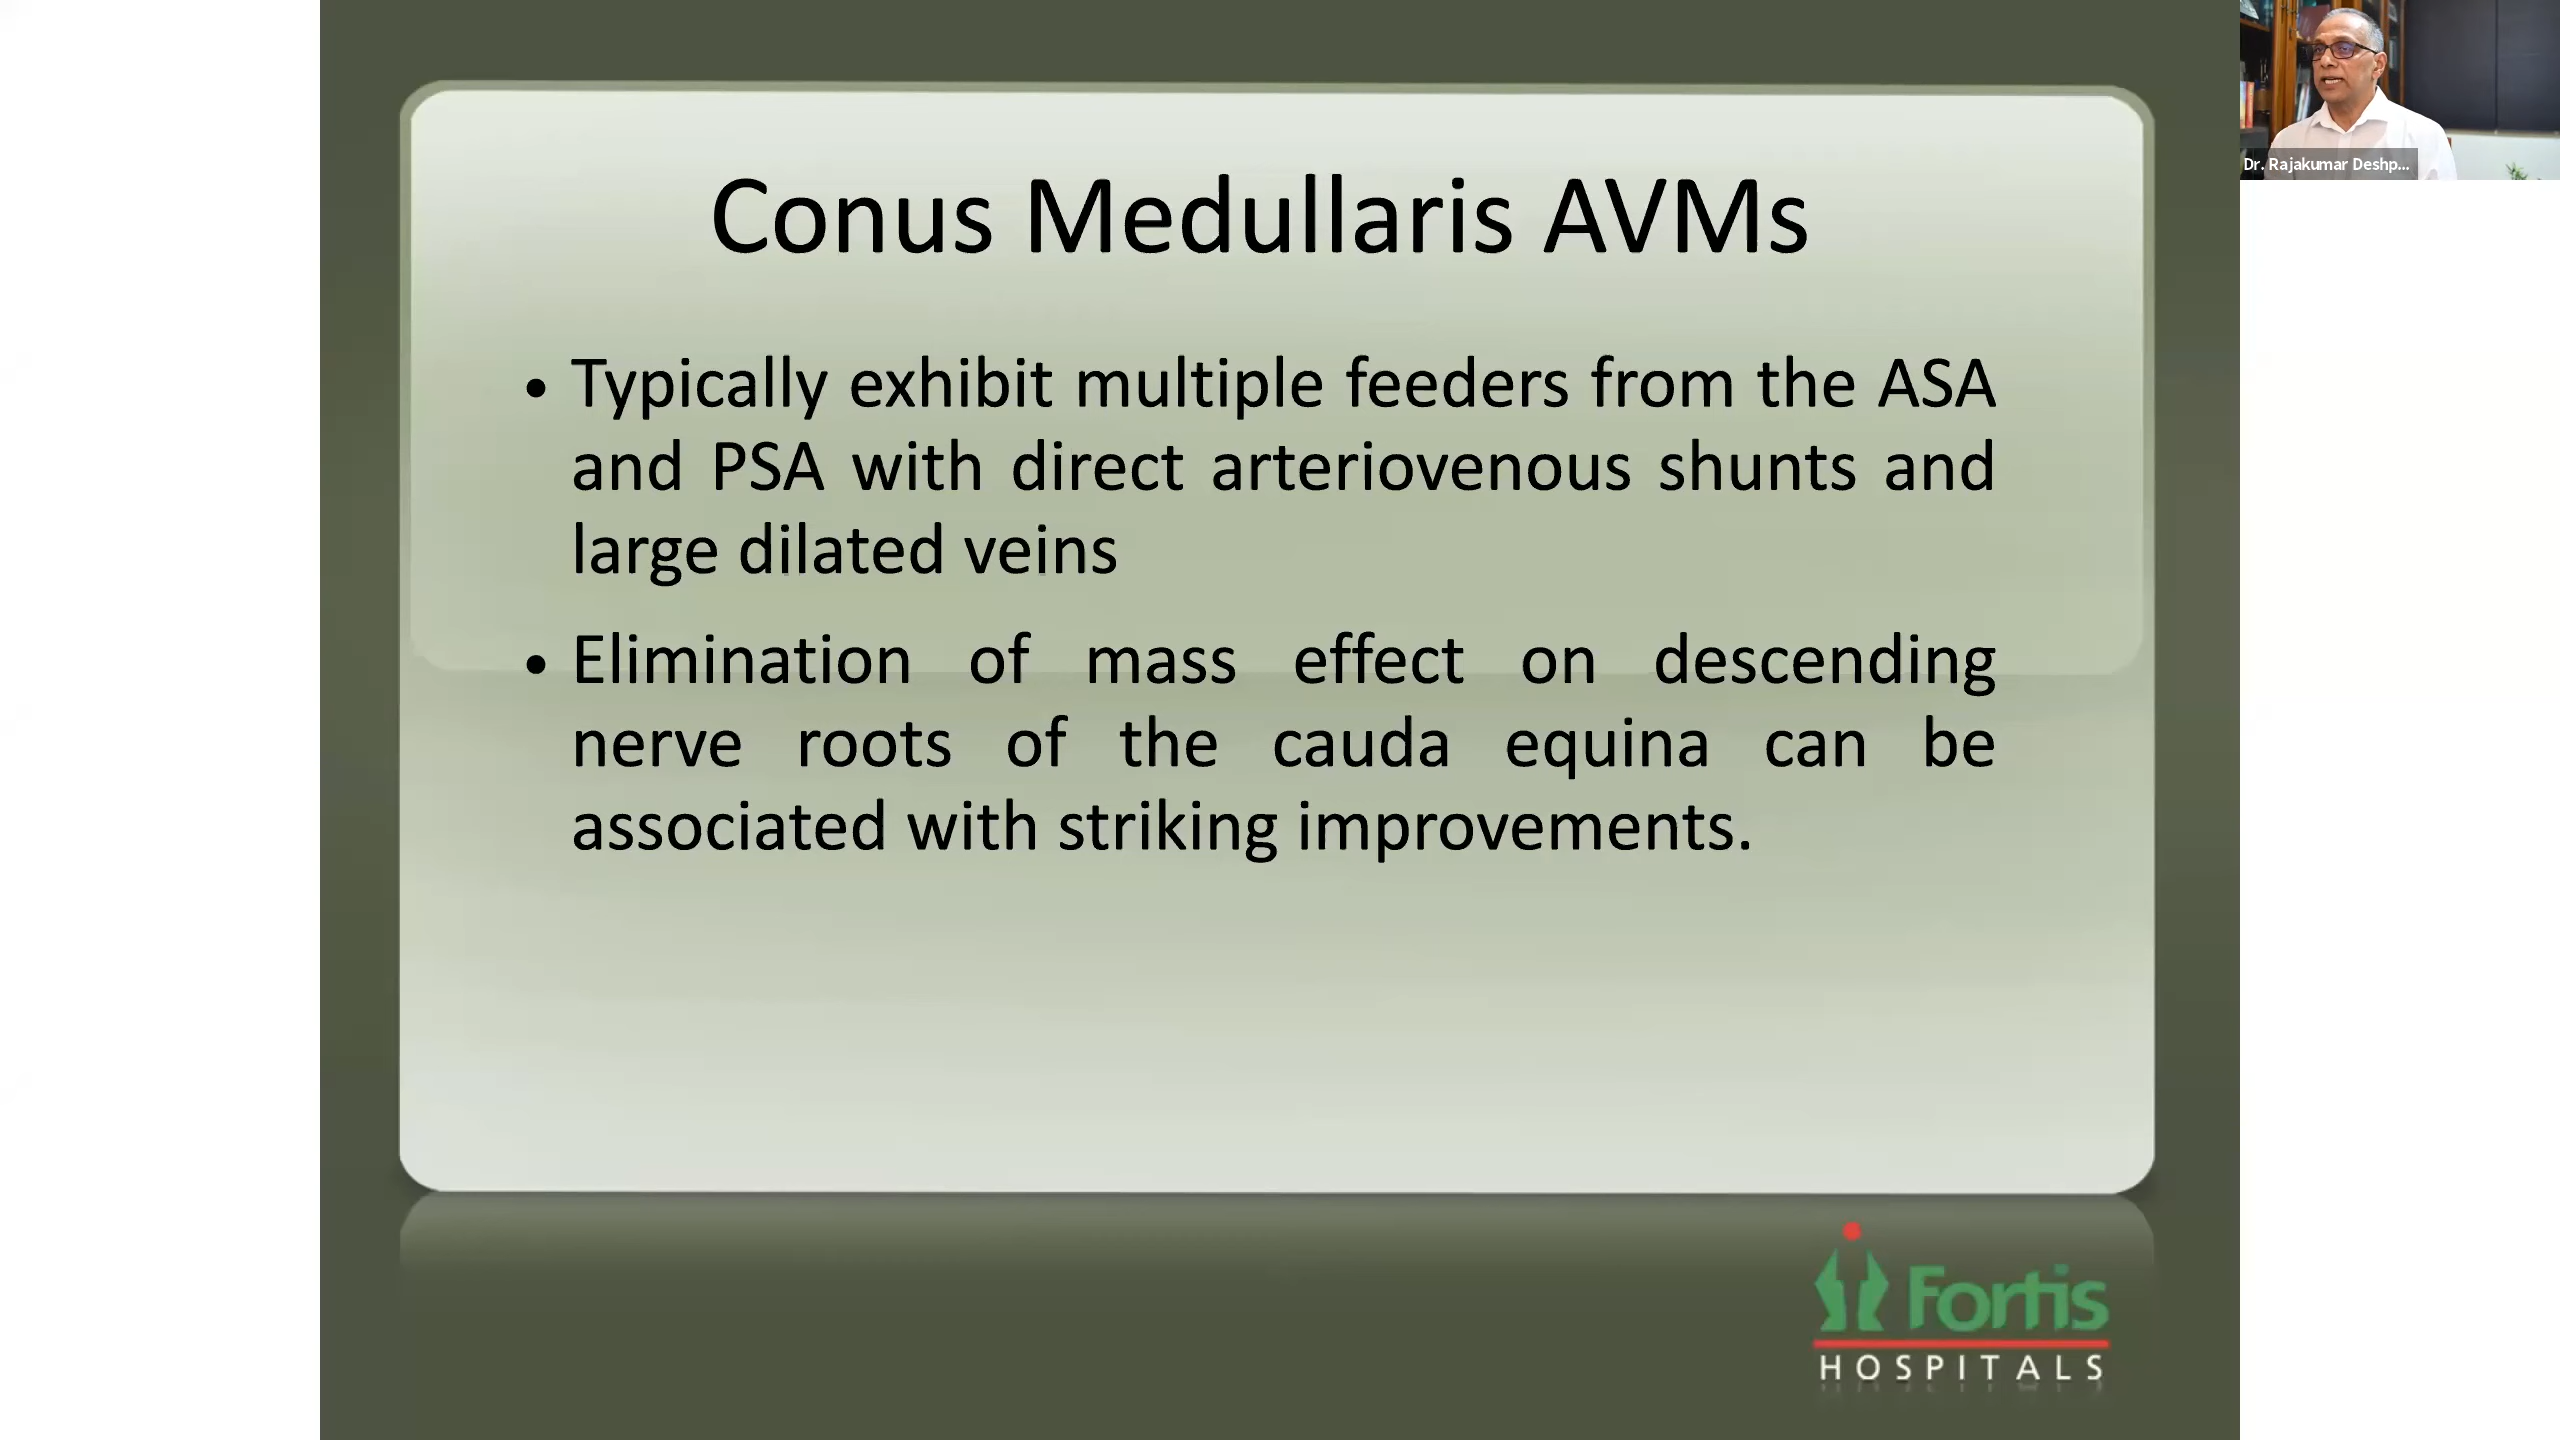 Conus Medullaris AVMs
• Typically exhibit multiple feeders from the ASA
and PSA with direct arteriovenous shunts and
large dilated veins
• Elimination of mass effect on descending
nerve roots of the cauda equina can be
associated with striking improvements.
Dr. Rajakumar Deshp...
Fortis
HOSPITALS